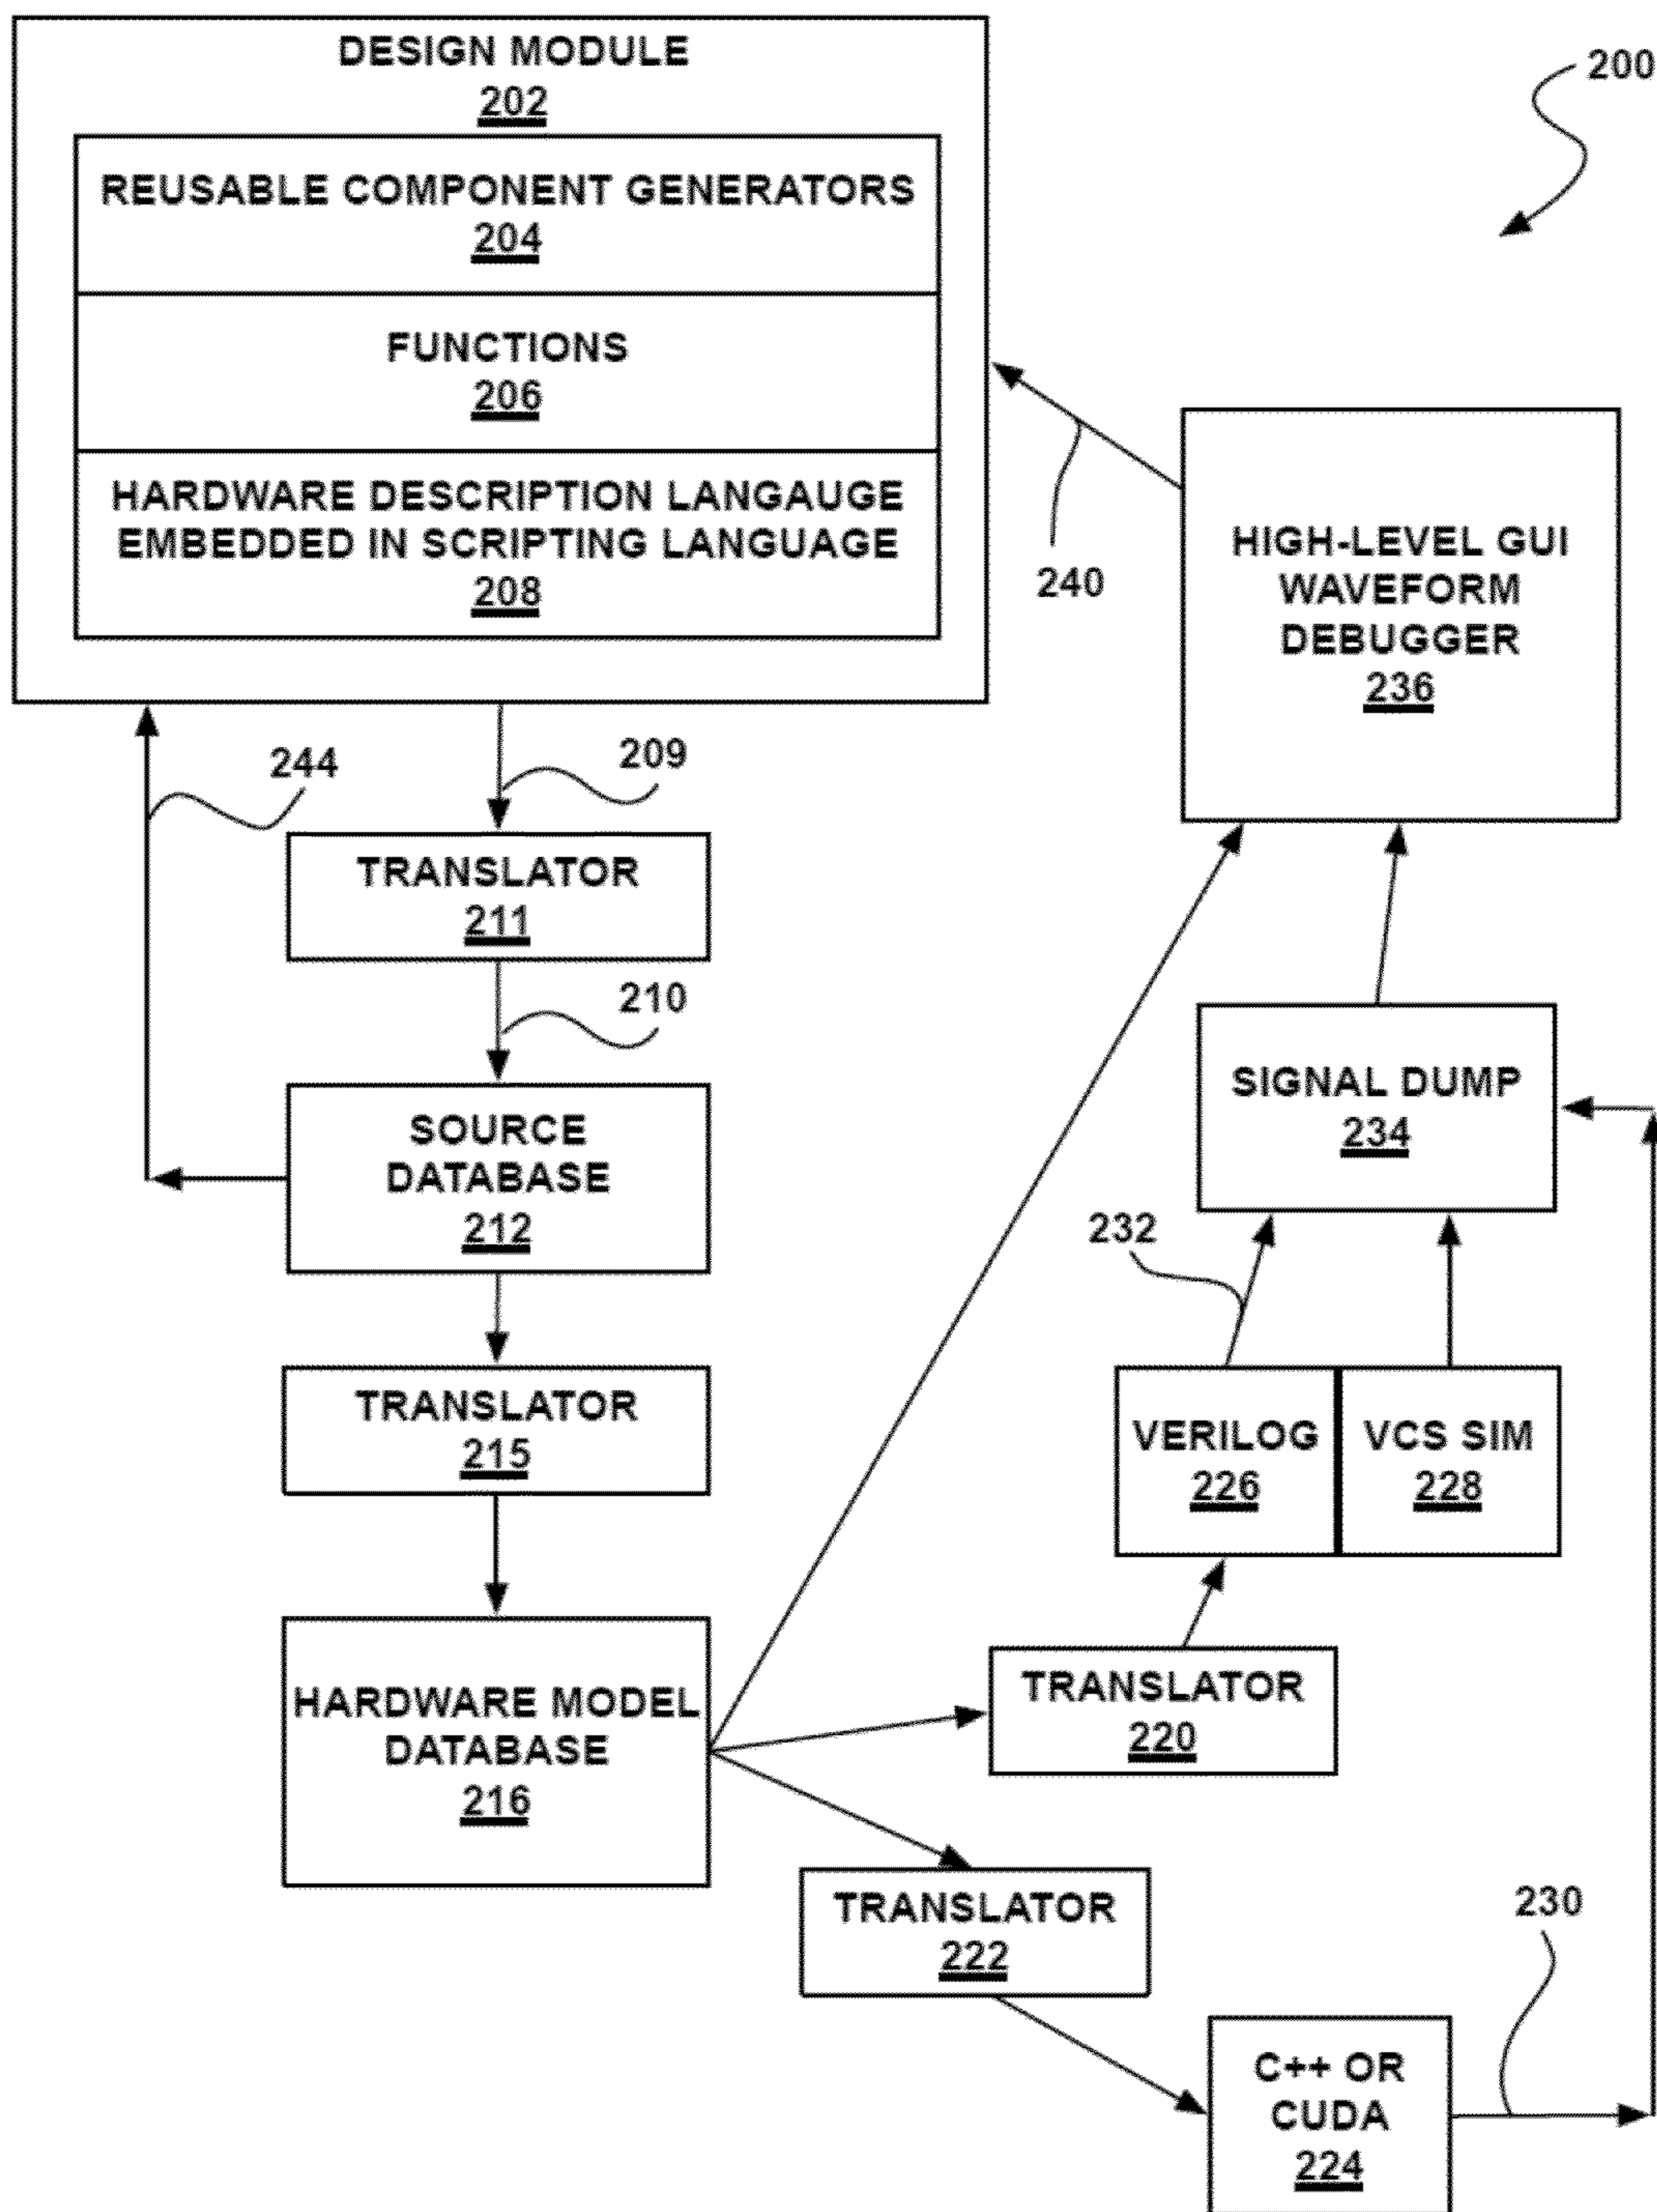 DESIGN MODULE
202
200
REUSABLE COMPONENT GENERATORS
204
FUNCTIONS
206
HARDWARE DESCRIPTION LANGAUGE
EMBEDDED IN SCRIPTING LANGUAGE
208
240
HIGH-LEVEL GUI
WAVEFORM
DEBUGGER
236
244
209
TRANSLATOR
211
210
SOURCE
DATABASE
212
SIGNAL DUMP
234
232
TRANSLATOR
215
VERILOG
226
VCS SIM
228
HARDWARE MODEL
DATABASE
216
TRANSLATOR
220
TRANSLATOR
222
230
C++ OR
CUDA
224